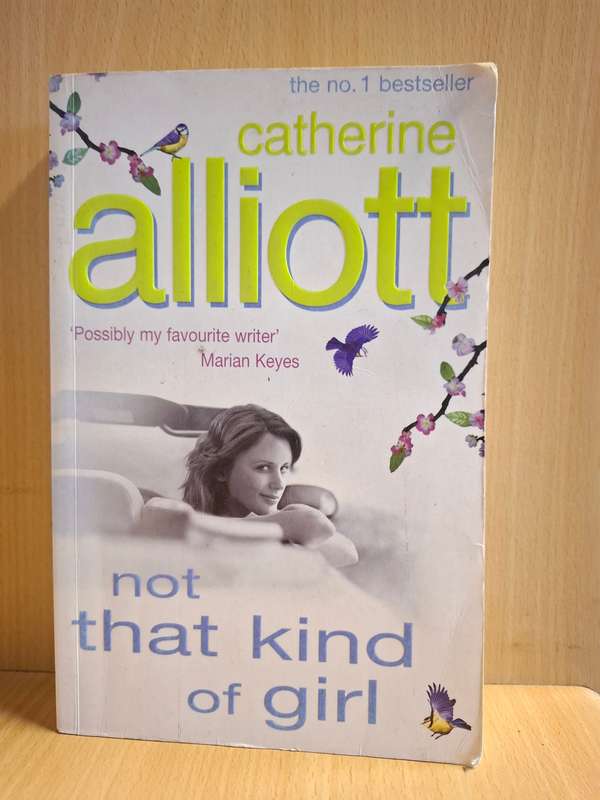 the no.1 bestseller
catherine
alliott
'Possibly my favourite writer'
Marian Keyes
not
that kind
of girl